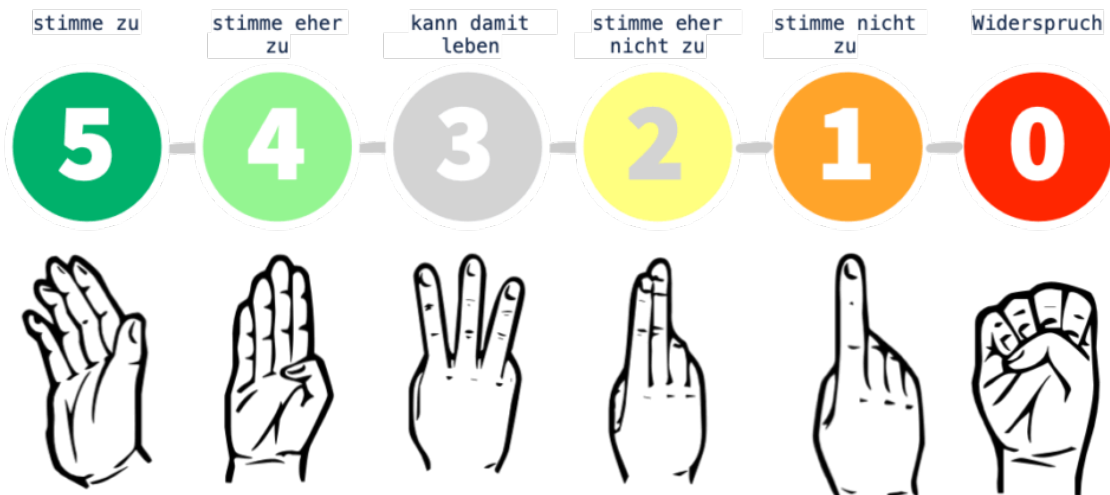 stimme zu
stimme eher
zu
kann damit
leben
stimme eher
nicht zu
stimme nicht
zu
Widerspruch
5
4
3
2
1
0